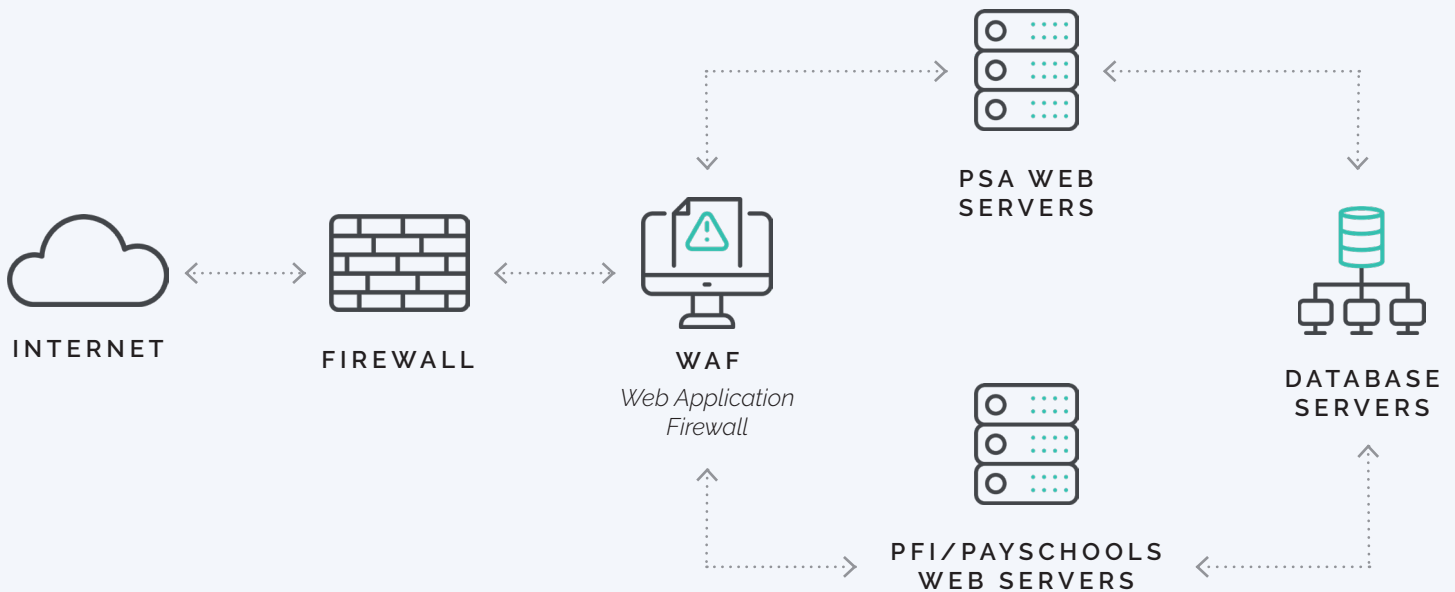 INTERNET
FIREWALL
WAF
Web Application
Firewall
PSA WEB
SERVERS
PFI/PAYSCHOOLS
WEB SERVERS
DATABASE
SERVERS